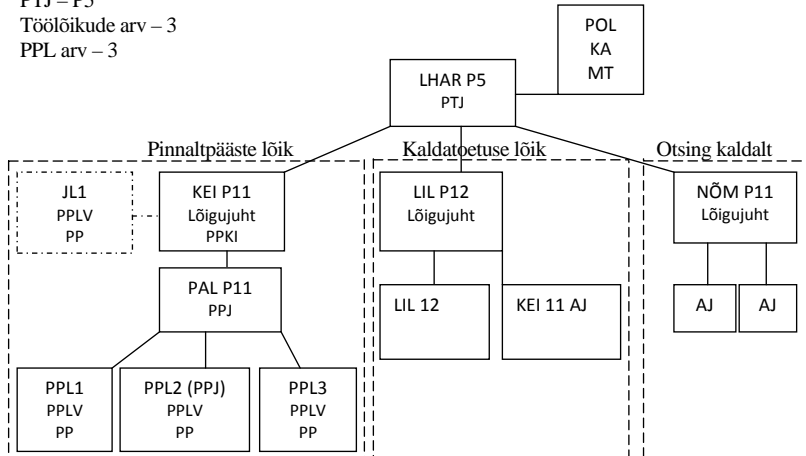 PTJ – P5
Töölõikude arv – 3
PPL arv – 3
POL
KA
MT
LHAR P5
PTJ
Pinnaltpääste lõik
Kaldatoetuse lõik
Otsing kaldalt
JL1
PPLV
PP
KEI P11
Lõigujuht
PPKI
LIL P12
Lõigujuht
NÕM P11
Lõigujuht
PAL P11
PPJ
LIL 12
KEI 11 AJ
AJ
AJ
PPL1
PPLV
PP
PPL2 (PPJ)
PPLV
PP
PPL3
PPLV
PP